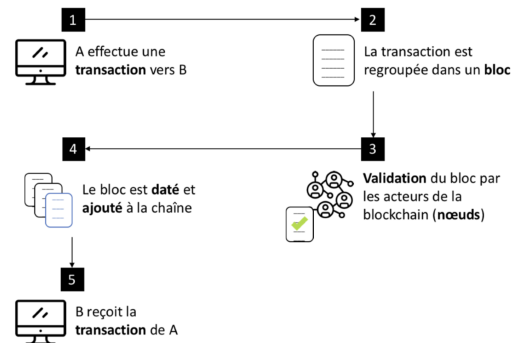 1
A effectue une
transaction vers B
2
La transaction est
regroupée dans un bloc
3
Validation du bloc par
les acteurs de la
blockchain (nœuds)
4
Le bloc est daté et
ajouté à la chaîne
5
B reçoit la
transaction de A